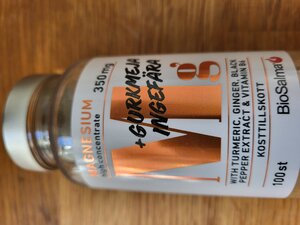 MAGNESIUM
high concentrate
350 mg
Mg
+GURKMEJA
INGEFÄRA
WITH TURMERIC, GINGER, BLACK
PEPPER EXTRACT & VITAMIN B6
KOSTTILLSKOTT
100 st
BioSalma